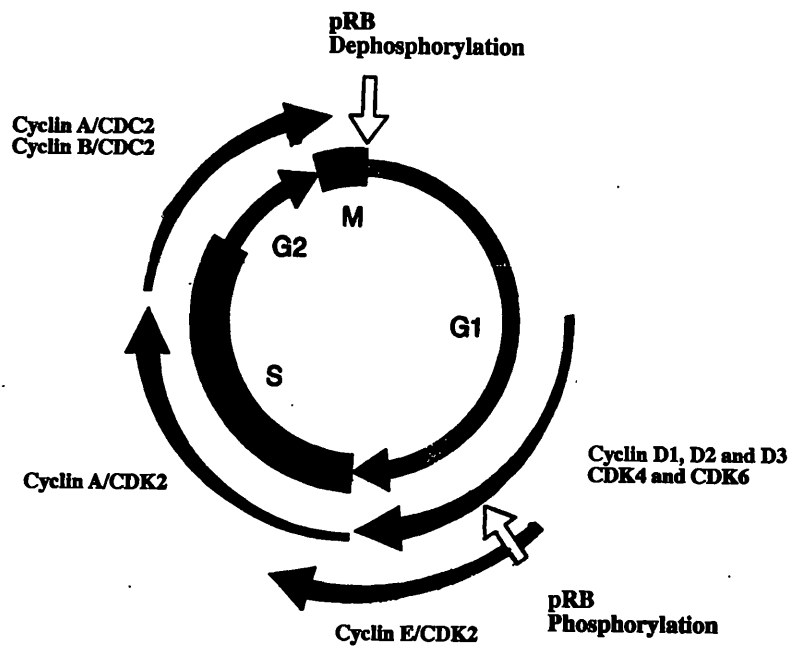 pRB
Dephosphorylation
Cyclin A/CDC2
Cyclin B/CDC2
M
G2
G1
S
Cyclin D1, D2 and D3
CDK4 and CDK6
Cyclin A/CDK2
pRB
Phosphorylation
Cyclin E/CDK2